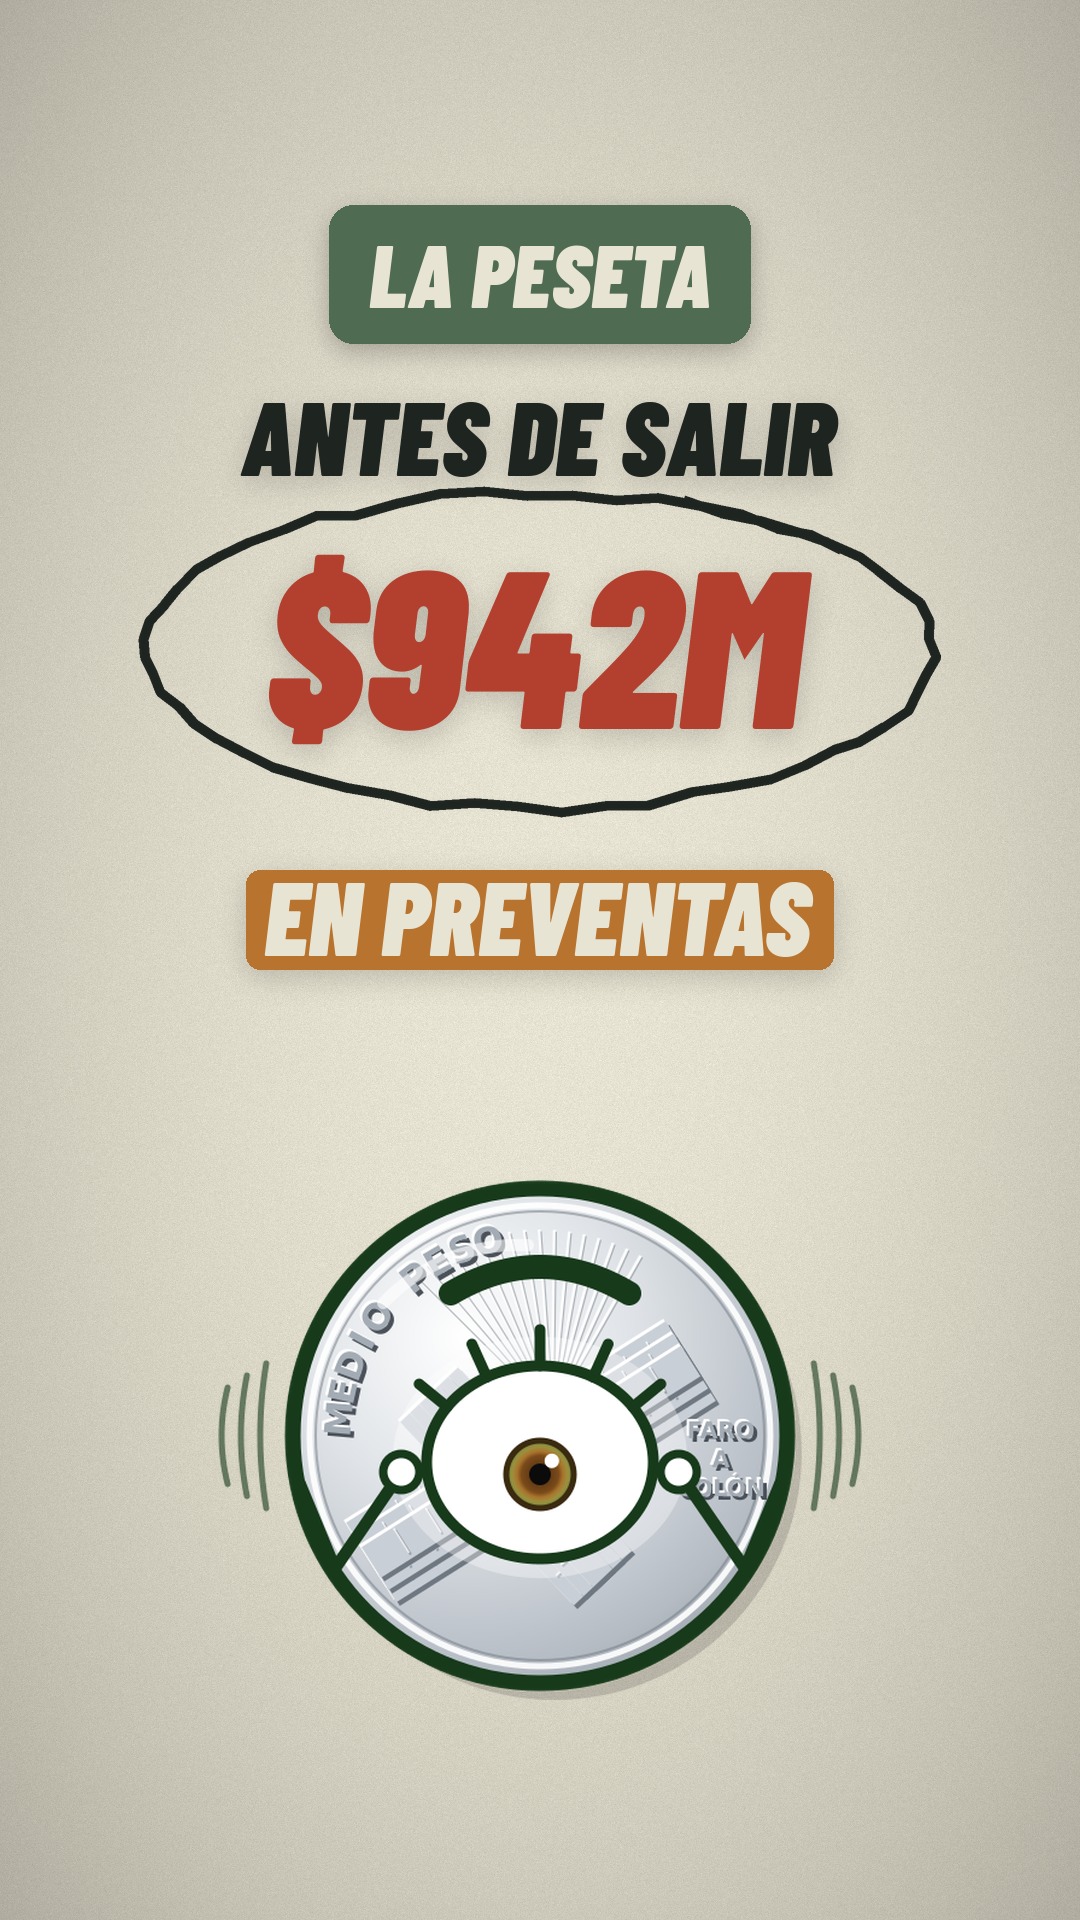 LA PESETA
ANTES DE SALIR
$942M
EN PREVENTAS
MEDIO PESO
FARO
A